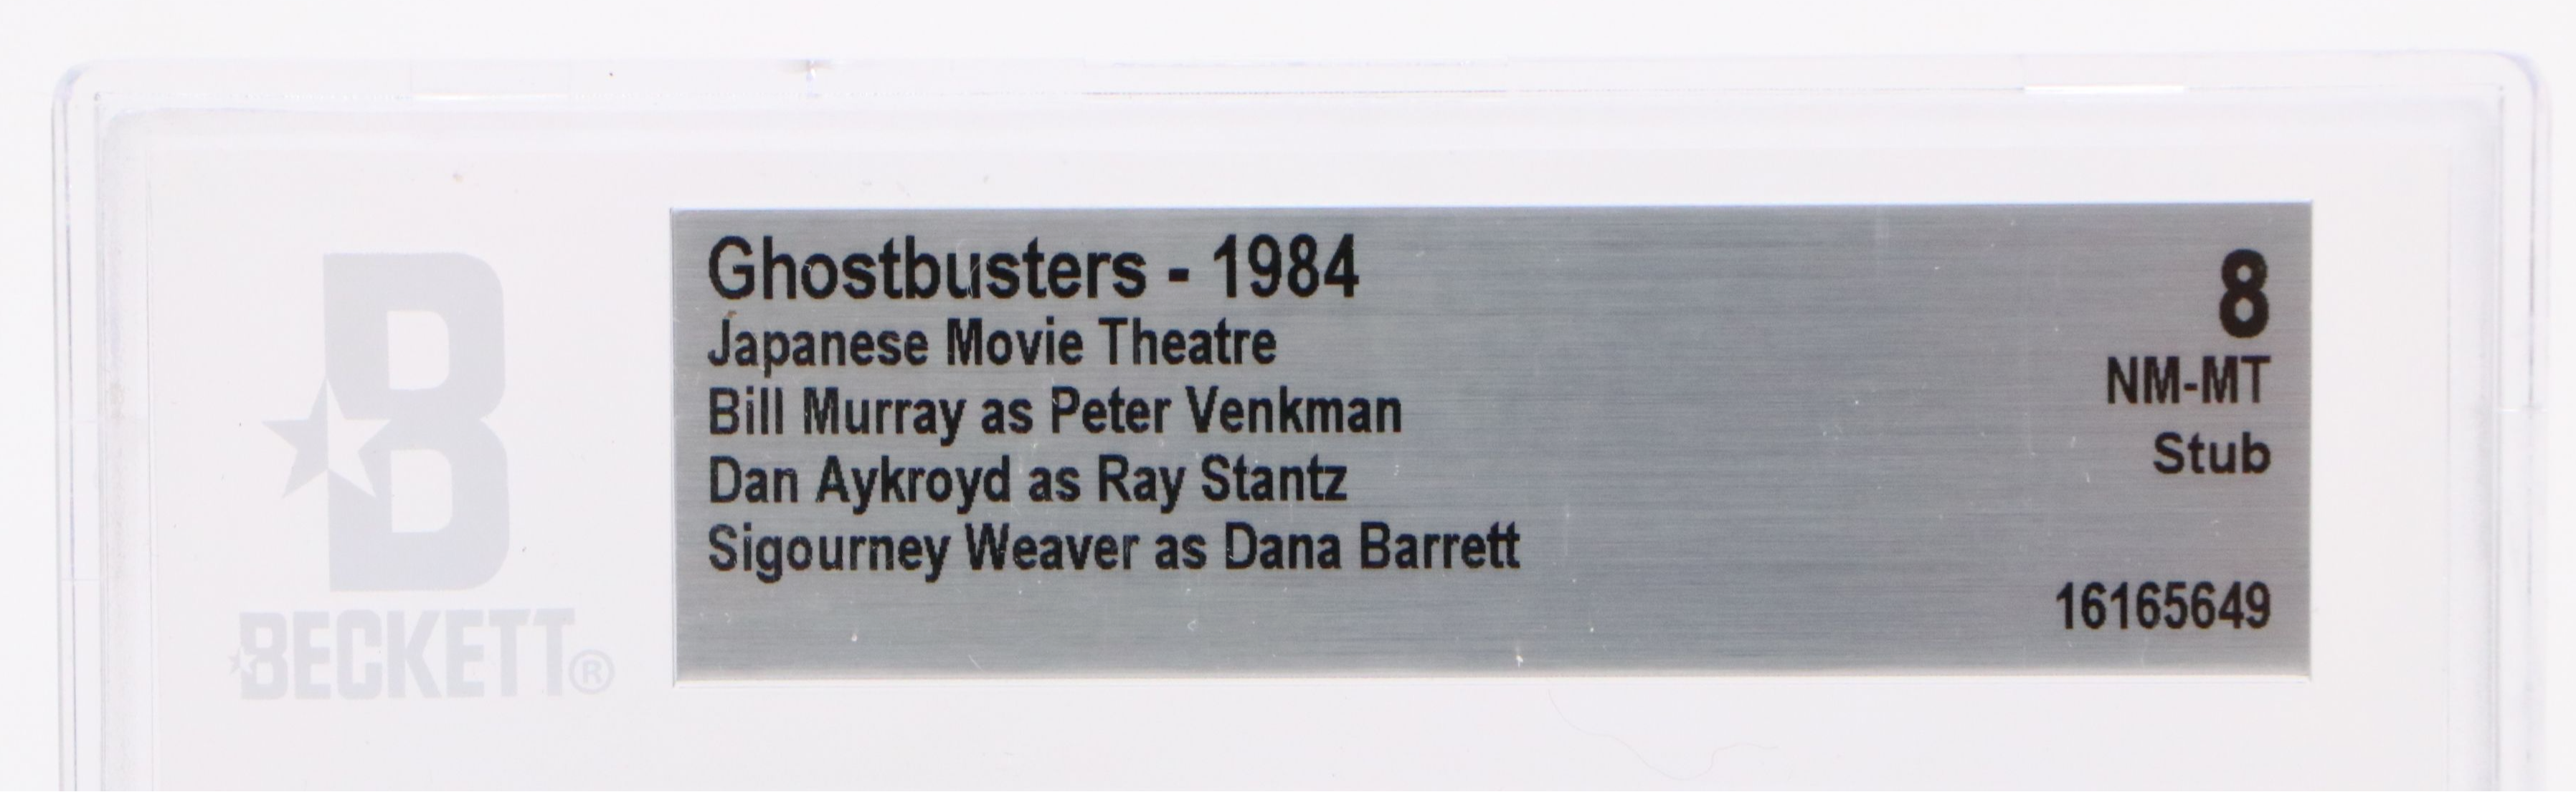 Ghostbusters - 1984
Japanese Movie Theatre
Bill Murray as Peter Venkman
Dan Aykroyd as Ray Stantz
Sigourney Weaver as Dana Barrett
8
NM-MT
Stub
16165649
B
BECKETT®